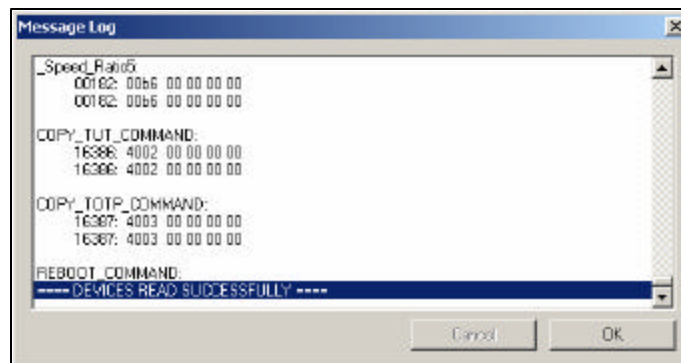 Message Log
_Speed_Ratio5:
00182: 00b6 00 00 00 00
00182: 00b6 00 00 00 00
COPY_TUT_COMMAND:
16386: 4002 00 00 00 00
16386: 4002 00 00 00 00
COPY_TOTP_COMMAND:
16387: 4003 00 00 00 00
16387: 4003 00 00 00 00
REBOOT_COMMAND:
==== DEVICES READ SUCCESSFULLY ====
Cancel OK